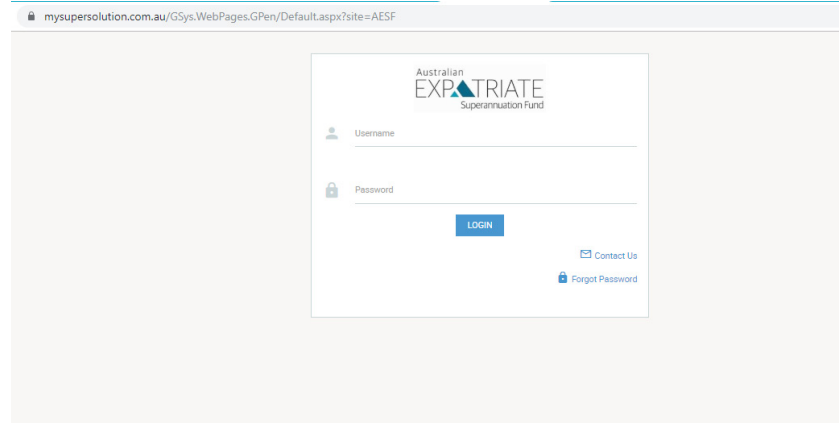 mysupersolution.com.au/GSys.WebPages.GPen/Default.aspx?site=AESF
Australian
EXPATRIATE
Superannuation Fund
Username
Password
LOGIN
Contact Us
Forgot Password